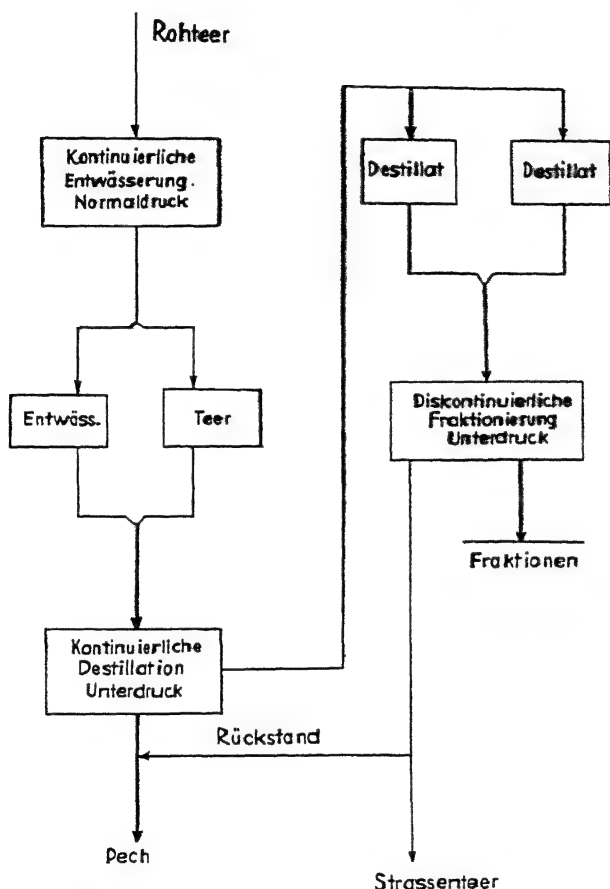 Rohteer
Kontinuierliche
Entwässerung.
Normaldruck
Entwäss.
Teer
Kontinuierliche
Destillation
Unterdruck
Destillat
Destillat
Diskontinuierliche
Fraktionierung
Unterdruck
Fraktionen
Rückstand
Pech
Strassenteer